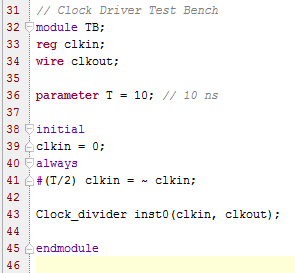 31 // Clock Driver Test Bench
32 module TB;
33 reg clkin;
34 wire clkout;
35
36 parameter T = 10; // 10 ns
37
38 initial
39 clkin = 0;
40 always
41 #(T/2) clkin = ~ clkin;
42
43 Clock_divider inst0(clkin, clkout);
44
45 endmodule
46